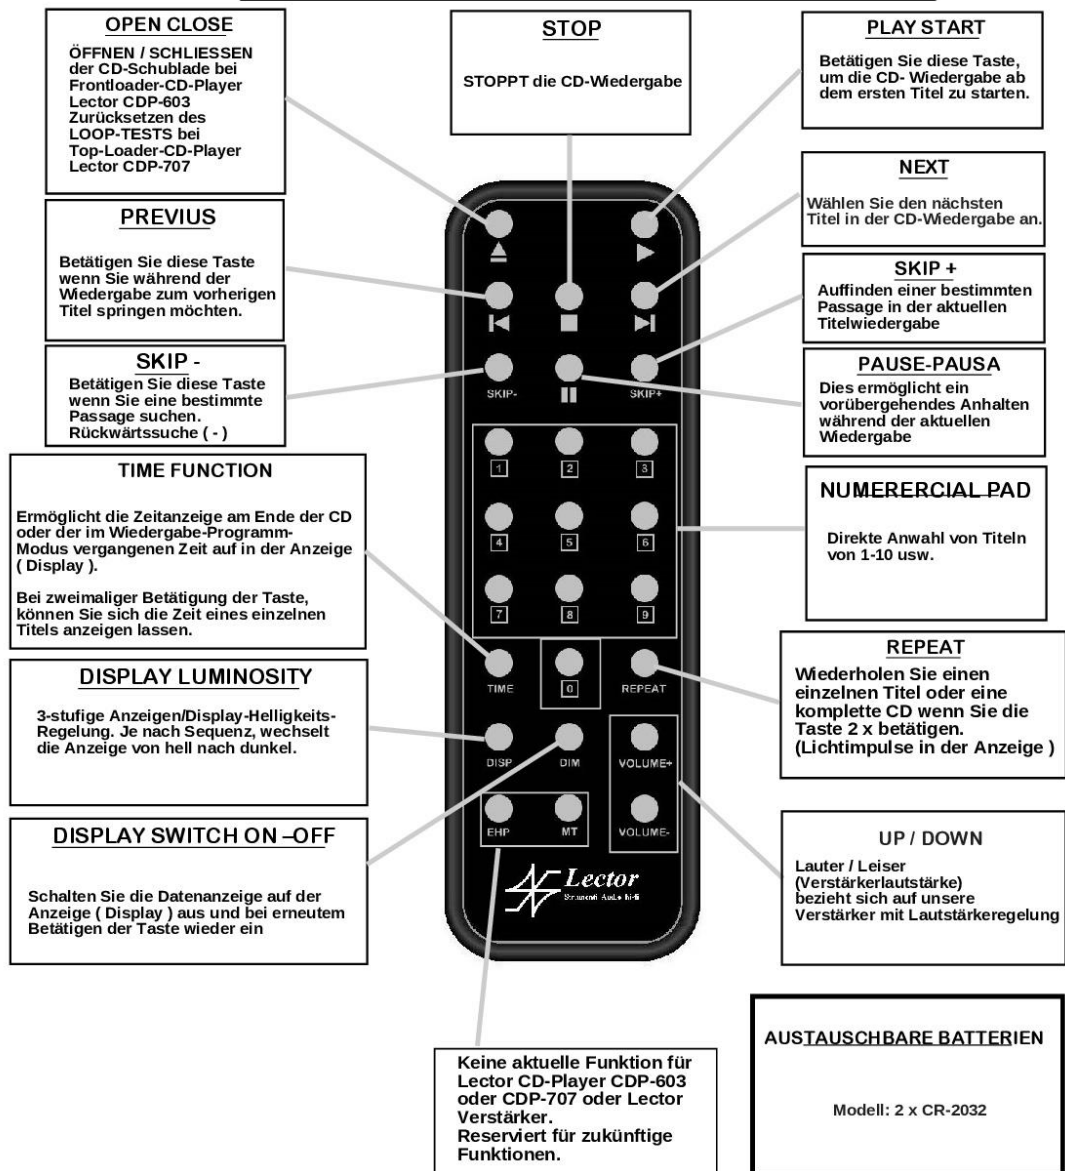 OPEN CLOSE
ÖFFNEN / SCHLIESSEN
der CD-Schublade bei
Frontloader-CD-Player
Lector CDP-603
Zurücksetzen des
LOOP-TESTS bei
Top-Loader-CD-Player
Lector CDP-707
STOP
STOPPT die CD-Wiedergabe
PLAY START
Betätigen Sie diese Taste,
um die CD- Wiedergabe ab
dem ersten Titel zu starten.
PREVIUS
Betätigen Sie diese Taste
wenn Sie während der
Wiedergabe zum vorherigen
Titel springen möchten.
NEXT
Wählen Sie den nächsten
Titel in der CD-Wiedergabe an.
SKIP +
Auffinden einer bestimmten
Passage in der aktuellen
Titelwiedergabe
SKIP -
Betätigen Sie diese Taste
wenn Sie eine bestimmte
Passage suchen.
Rückwärtssuche ( - )
PAUSE-PAUSA
Dies ermöglicht ein
vorübergehendes Anhalten
während der aktuellen
Wiedergabe
TIME FUNCTION
Ermöglicht die Zeitanzeige am Ende der CD
oder der im Wiedergabe-Programm-
Modus vergangenen Zeit auf in der Anzeige
( Display ).
Bei zweimaliger Betätigung der Taste,
können Sie sich die Zeit eines einzelnen
Titels anzeigen lassen.
NUMERERCIAL PAD
Direkte Anwahl von Titeln
von 1-10 usw.
DISPLAY LUMINOSITY
3-stufige Anzeigen/Display-Helligkeits-
Regelung. Je nach Sequenz, wechselt
die Anzeige von hell nach dunkel.
REPEAT
Wiederholen Sie einen
einzelnen Titel oder eine
komplette CD wenn Sie die
Taste 2 x betätigen.
(Lichtimpulse in der Anzeige )
DISPLAY SWITCH ON –OFF
Schalten Sie die Datenanzeige auf der
Anzeige ( Display ) aus und bei erneutem
Betätigen der Taste wieder ein
UP / DOWN
Lauter / Leiser
(Verstärkerlautstärke)
bezieht sich auf unsere
Verstärker mit Lautstärkeregelung
SKIP- SKIP+
1 2 3
4 5 6
7 8 9
TIME 0 REPEAT
DISP DIM VOLUME+
EHP MT VOLUME-
Lector
Strumenti Audio hi-fi
Keine aktuelle Funktion für
Lector CD-Player CDP-603
oder CDP-707 oder Lector
Verstärker.
Reserviert für zukünftige
Funktionen.
AUSTAUSCHBARE BATTERIEN
Modell: 2 x CR-2032